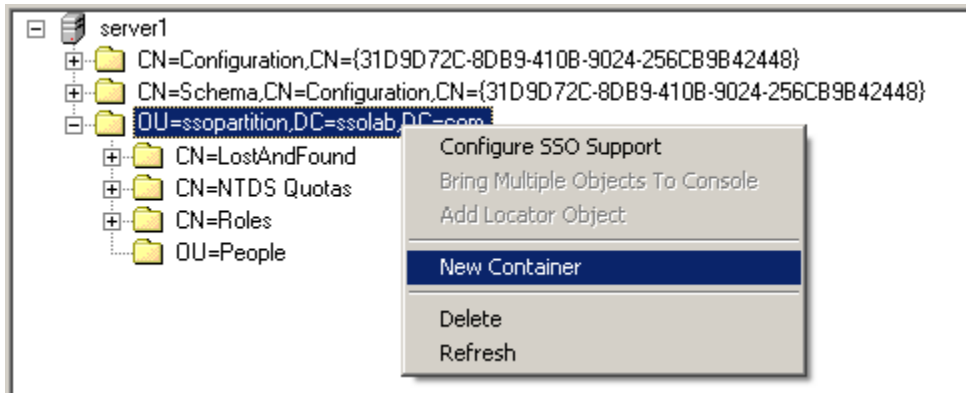 server1
CN=Configuration,CN={31D9D72C-8DB9-410B-9024-256CB9B42448}
CN=Schema,CN=Configuration,CN={31D9D72C-8DB9-410B-9024-256CB9B42448}
OU=ssopartition,DC=ssolab,DC=com
CN=LostAndFound
CN=NTDS Quotas
CN=Roles
OU=People
Configure SSO Support
Bring Multiple Objects To Console
Add Locator Object
New Container
Delete
Refresh